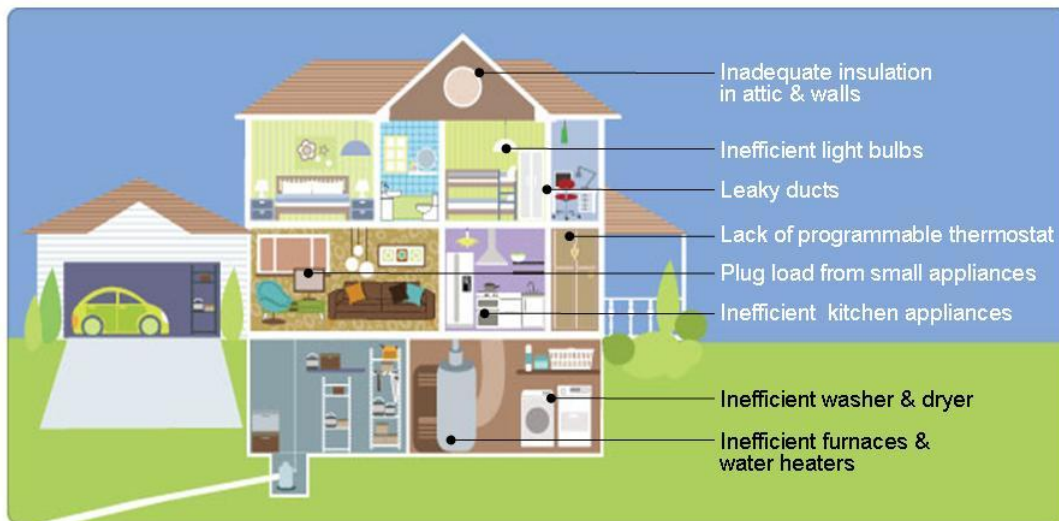 Inadequate insulation
in attic & walls
Inefficient light bulbs
Leaky ducts
Lack of programmable thermostat
Plug load from small appliances
Inefficient kitchen appliances
Inefficient washer & dryer
Inefficient furnaces &
water heaters